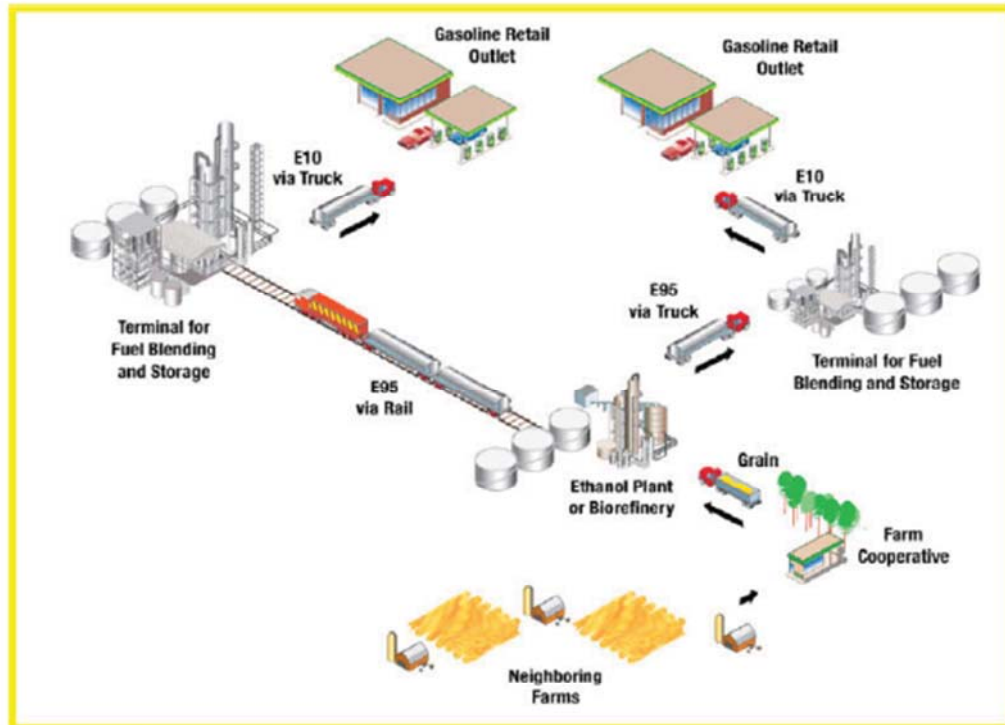 Gasoline Retail
Outlet
Gasoline Retail
Outlet
E10
via Truck
E10
via Truck
E95
via Truck
Terminal for
Fuel Blending
and Storage
Terminal for Fuel
Blending and Storage
E95
via Rail
Grain
Ethanol Plant
or Biorefinery
Farm
Cooperative
Neighboring
Farms